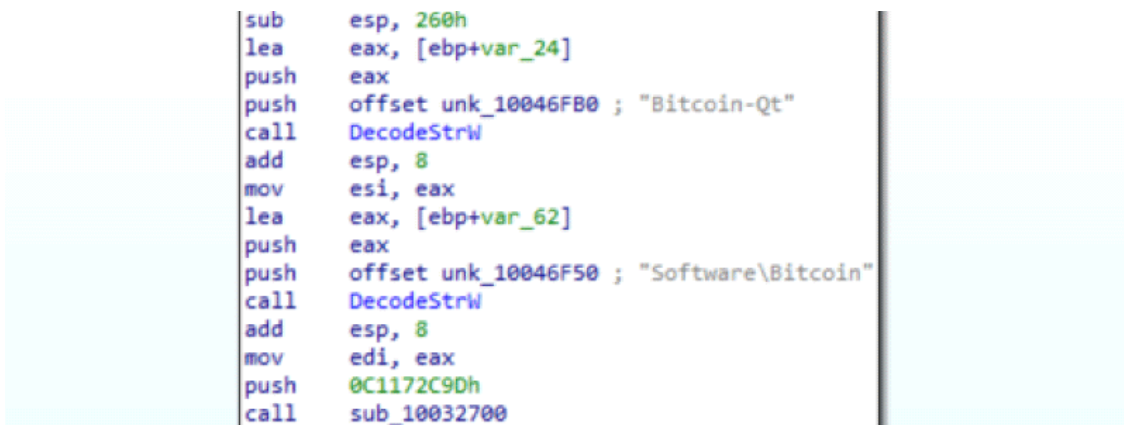 sub esp, 260h
lea eax, [ebp+var_24]
push eax
push offset unk_10046FB0 ; "Bitcoin-Qt"
call DecodeStrW
add esp, 8
mov esi, eax
lea eax, [ebp+var_62]
push eax
push offset unk_10046F50 ; "Software\Bitcoin"
call DecodeStrW
add esp, 8
mov edi, eax
push 0C1172C9Dh
call sub_10032700